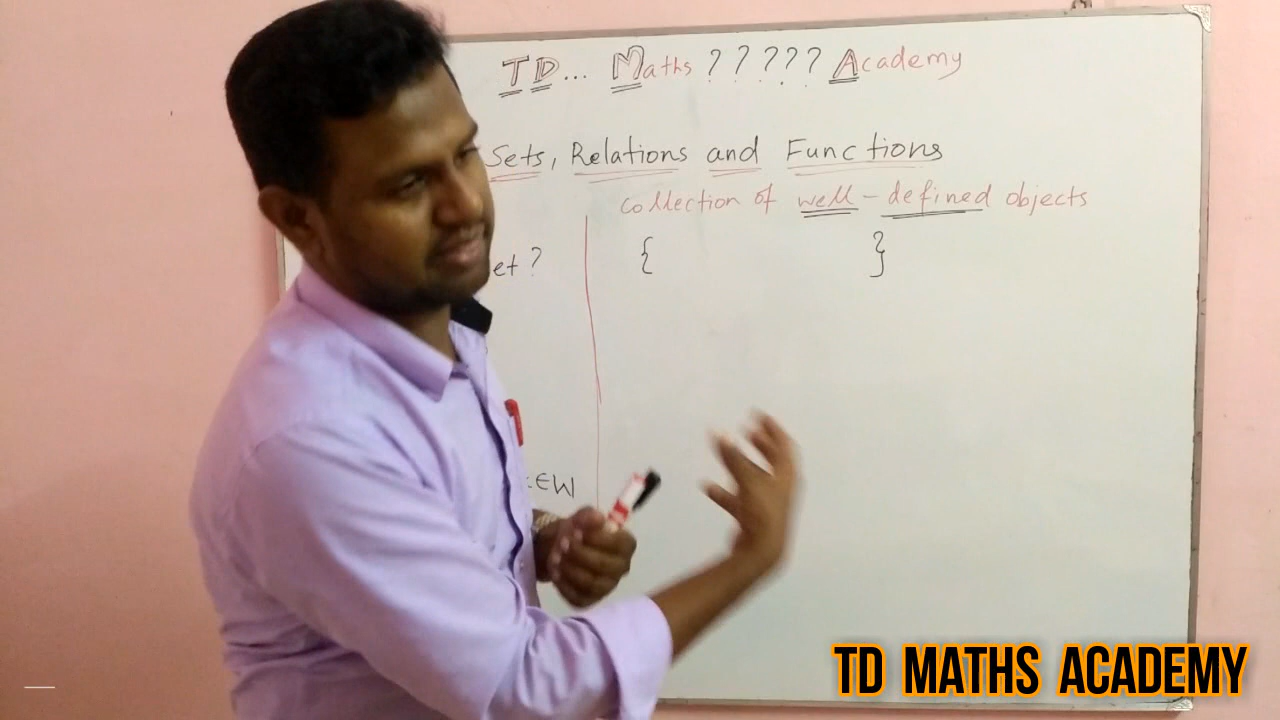 TD... Maths ????? Academy
Sets, Relations and Functions
collection of well-defined objects
et ? { }
:∈W
TD MATHS ACADEMY